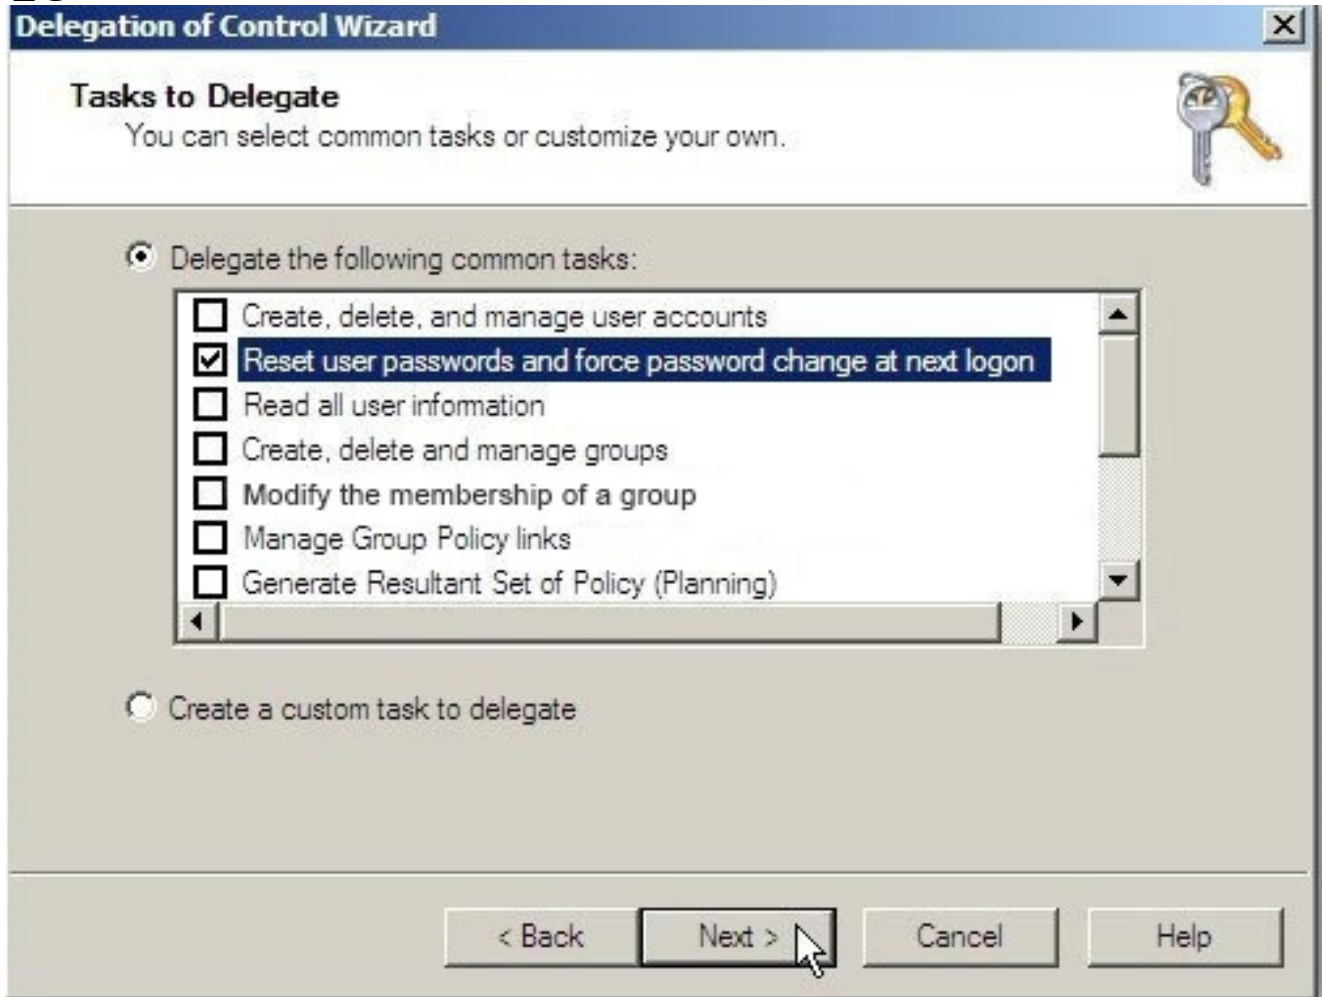 Delegation of Control Wizard
Tasks to Delegate
You can select common tasks or customize your own.
Delegate the following common tasks:
Create, delete, and manage user accounts
Reset user passwords and force password change at next logon
Read all user information
Create, delete and manage groups
Modify the membership of a group
Manage Group Policy links
Generate Resultant Set of Policy (Planning)
Create a custom task to delegate
< Back Next > Cancel Help